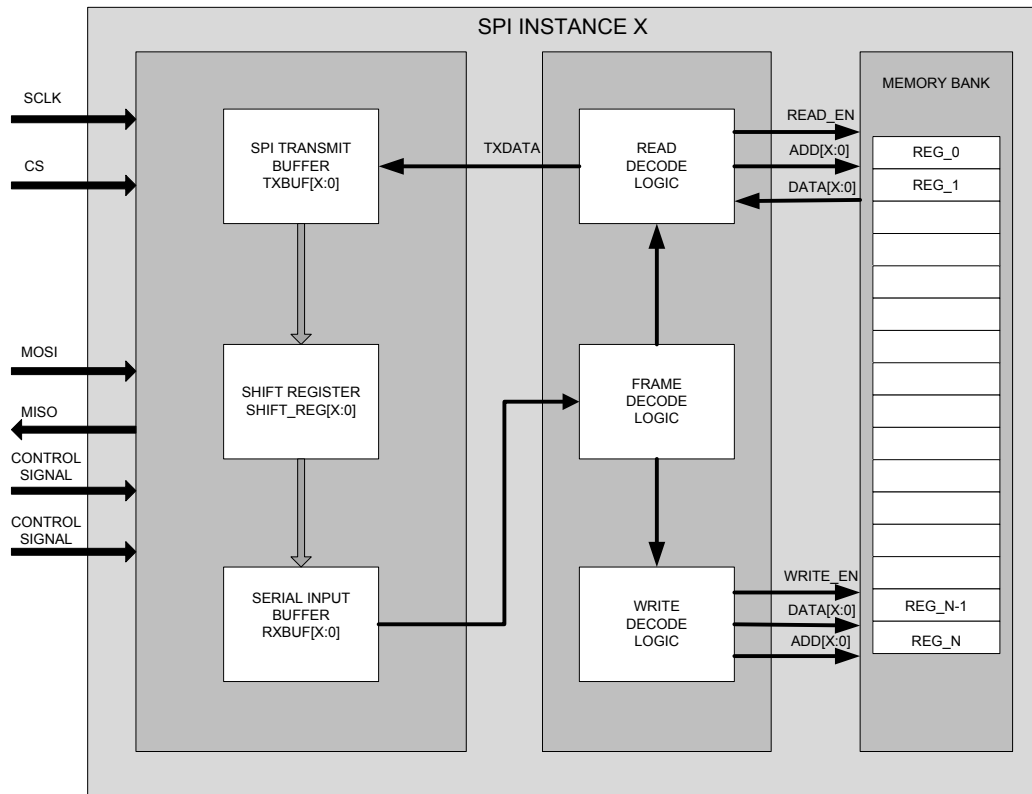 SPI INSTANCE X
SCLK
CS
MOSI
MISO
CONTROL
SIGNAL
CONTROL
SIGNAL
SPI TRANSMIT
BUFFER
TXBUF[X:0]
SHIFT REGISTER
SHIFT_REG[X:0]
SERIAL INPUT
BUFFER
RXBUF[X:0]
TXDATA
READ
DECODE
LOGIC
FRAME
DECODE
LOGIC
WRITE
DECODE
LOGIC
READ_EN
ADD[X:0]
DATA[X:0]
WRITE_EN
DATA[X:0]
ADD[X:0]
MEMORY BANK
REG_0
REG_1
REG_N-1
REG_N